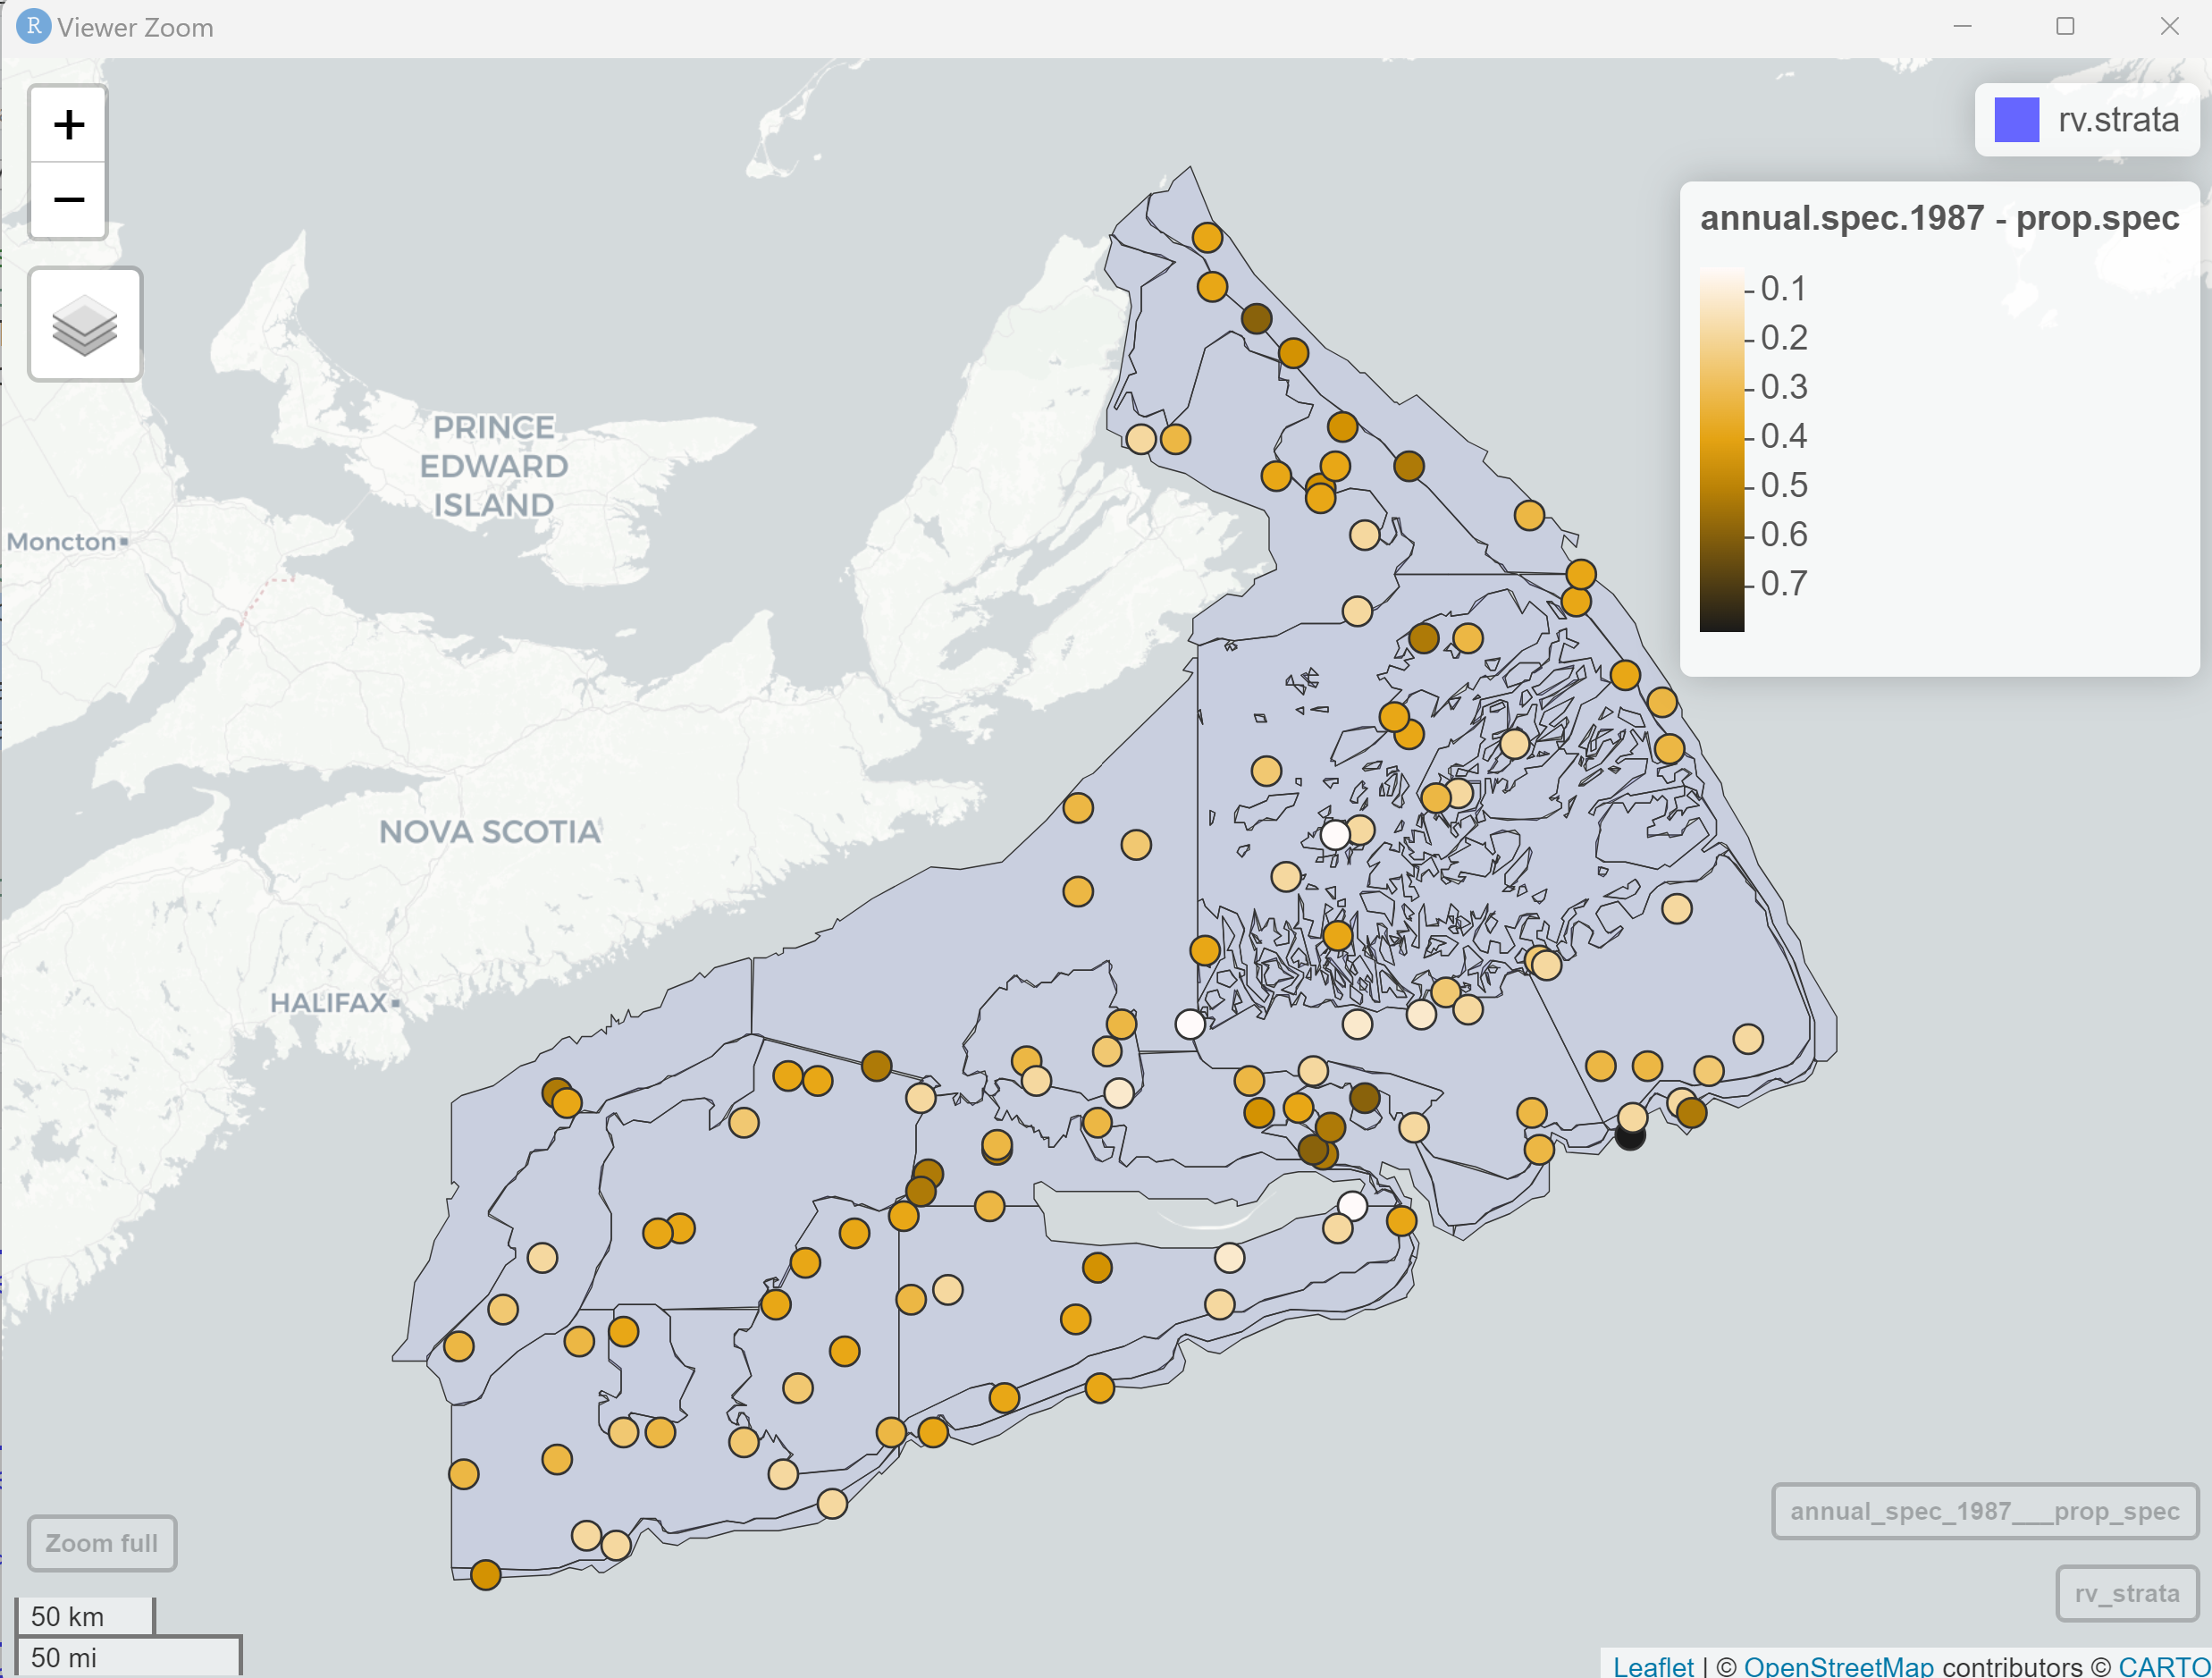 R Viewer Zoom
+
−
rv.strata
annual.spec.1987 - prop.spec
0.1
0.2
0.3
0.4
0.5
0.6
0.7
PRINCE
EDWARD
ISLAND
Moncton
NOVA SCOTIA
HALIFAX
annual_spec_1987___prop_spec
Zoom full
rv_strata
50 km
50 mi
Leaflet | © OpenStreetMap contributors © CARTO